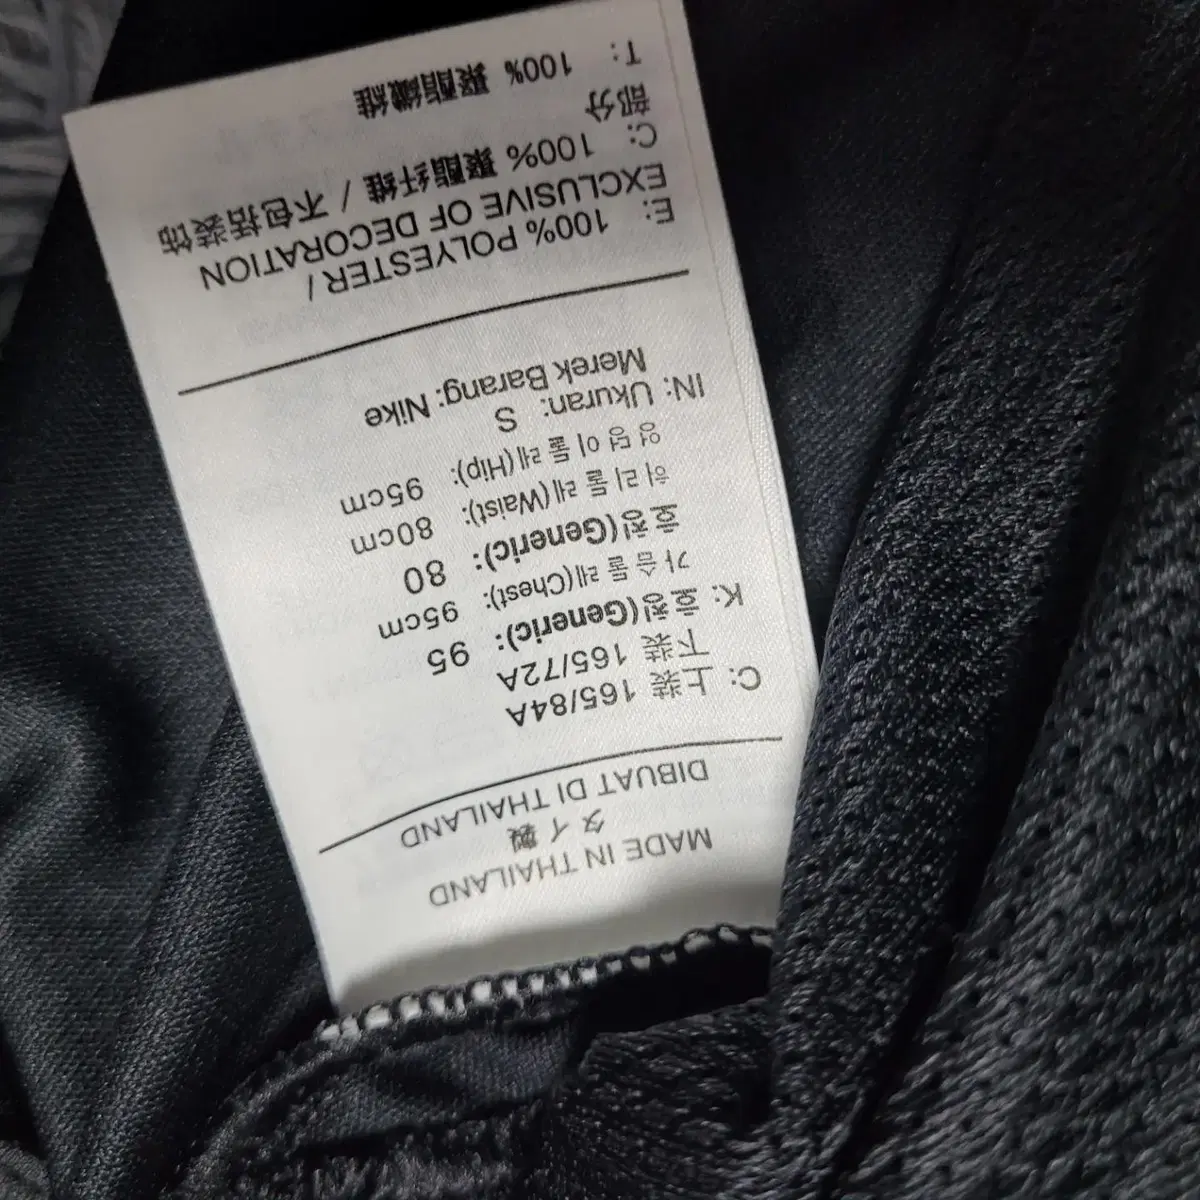 MADE IN THAILAND
タイ製
DIBUAT DI THAILAND
C: 上装 165/84A
下装 165/72A
K: 호칭(Generic): 95
가슴둘레(Chest): 95cm
호칭(Generic): 80
허리둘레(Waist): 80cm
엉덩이둘레(Hip): 95cm
IN: Ukuran: S
Merek Barang: Nike
E: 100% POLYESTER /
EXCLUSIVE OF DECORATION
C: 100% 聚酯纤维 / 不包括装饰
部分
T: 100% 聚酯纖維